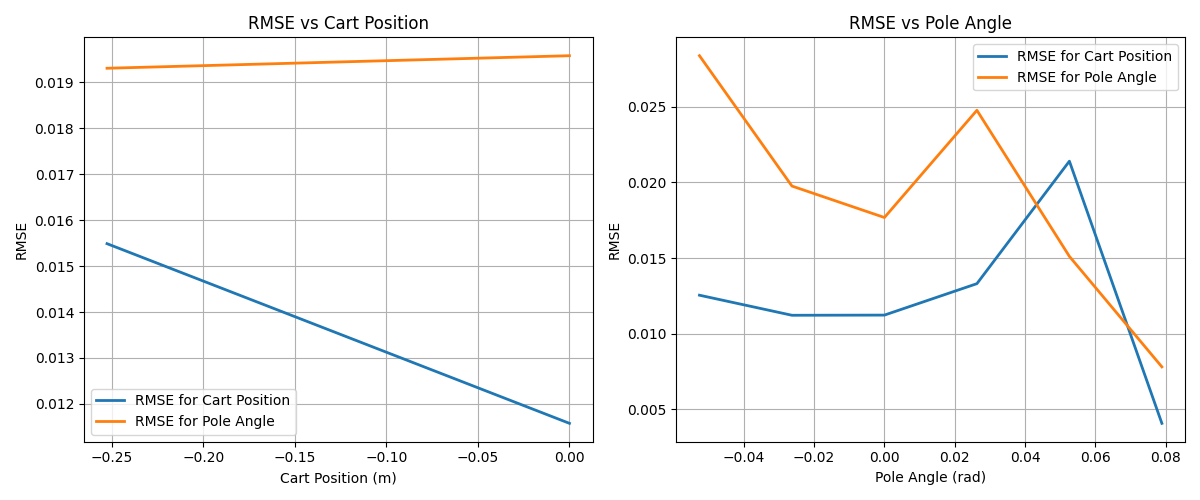 RMSE vs Cart Position
RMSE
0.019
0.018
0.017
0.016
0.015
0.014
0.013
0.012
RMSE for Cart Position
RMSE for Pole Angle
−0.25 −0.20 −0.15 −0.10 −0.05 0.00
Cart Position (m)
RMSE vs Pole Angle
RMSE for Cart Position
RMSE for Pole Angle
RMSE
0.025
0.020
0.015
0.010
0.005
−0.04 −0.02 0.00 0.02 0.04 0.06 0.08
Pole Angle (rad)